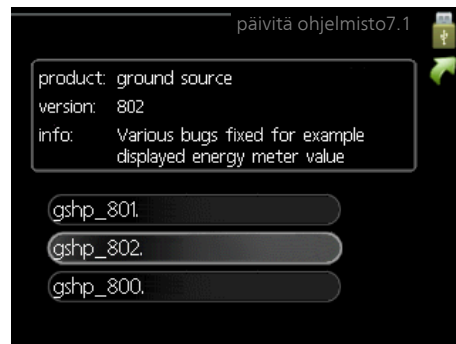 päivitä ohjelmisto7.1
product: ground source
version: 802
info: Various bugs fixed for example
displayed energy meter value
gshp_801.
gshp_802.
gshp_800.